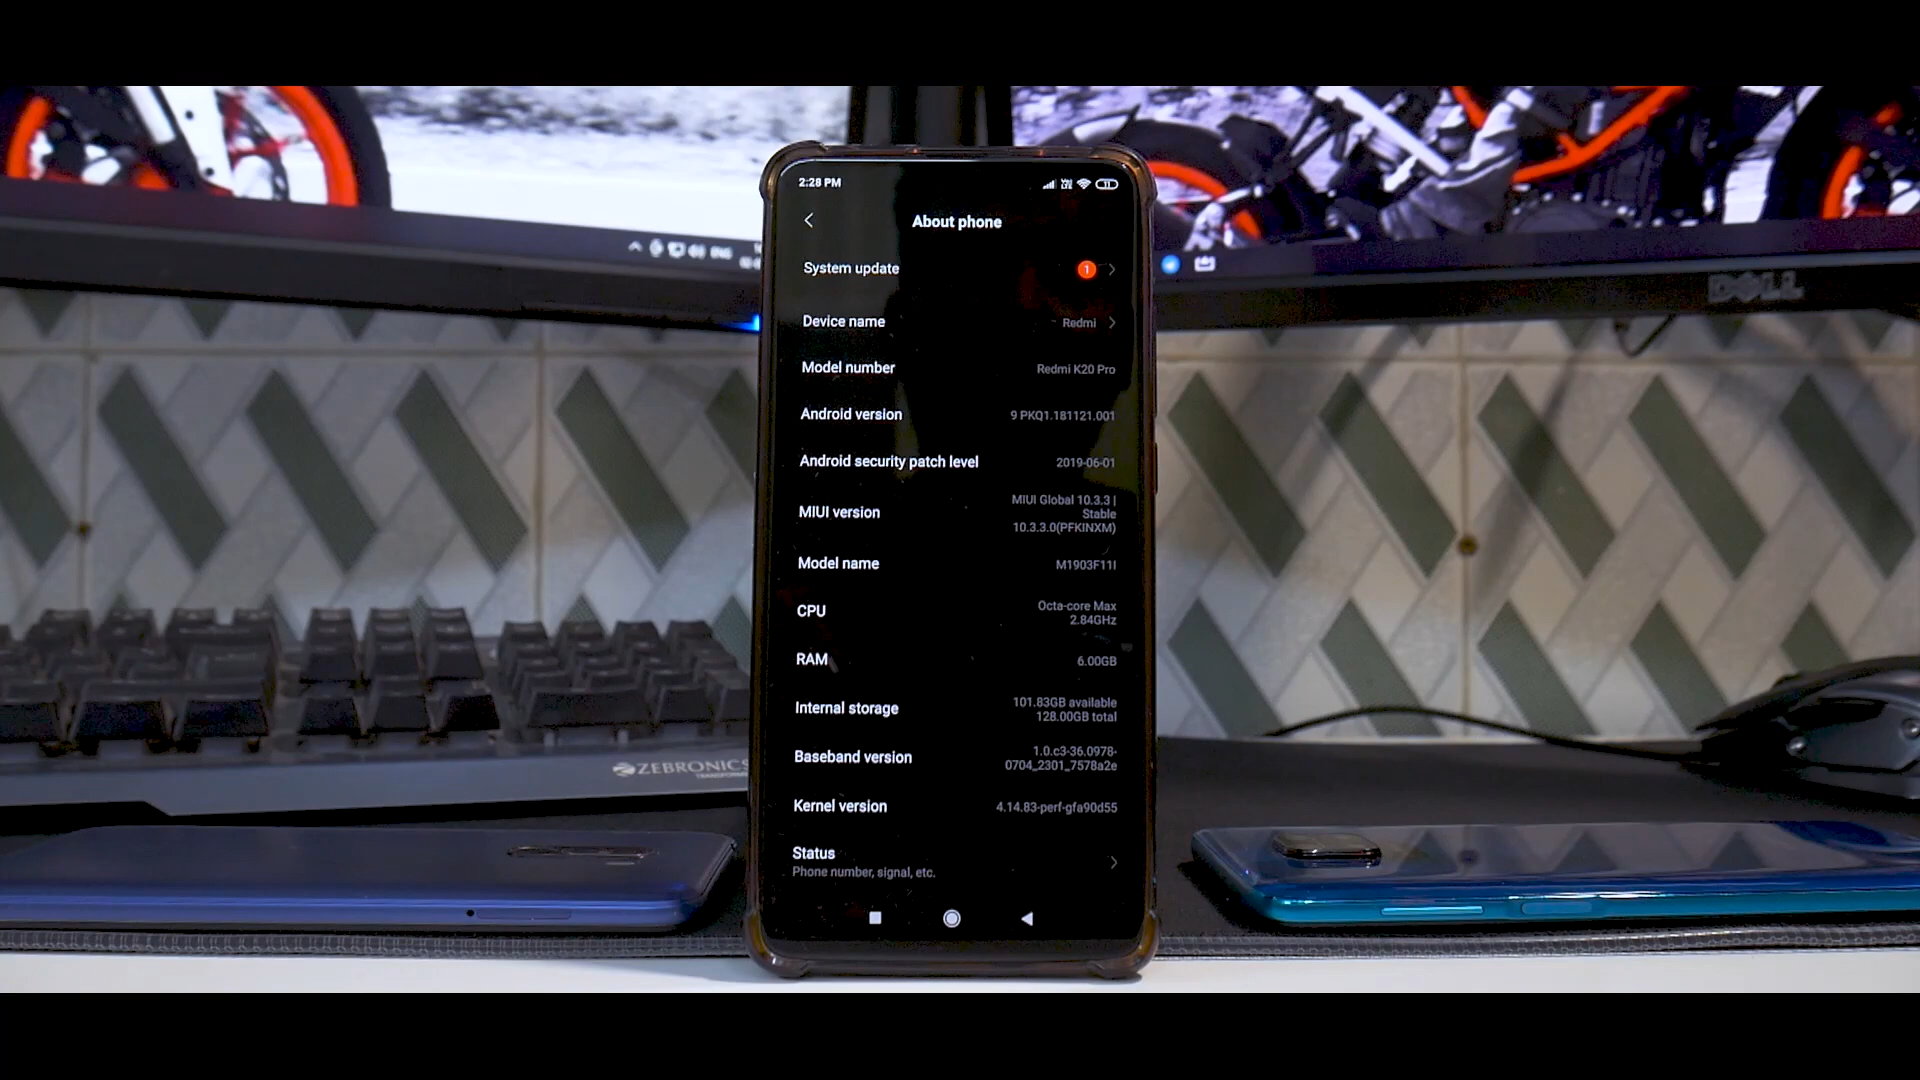 2:28 PM
About phone
System update
1
Device name
Redmi
Model number
Redmi K20 Pro
Android version
9 PKQ1.181121.001
Android security patch level
2019-06-01
MIUI version
MIUI Global 10.3.3 |
Stable
10.3.3.0(PFKINXM)
Model name
M1903F11I
CPU
Octa-core Max
2.84GHz
RAM
6.00GB
Internal storage
101.83GB available
128.00GB total
Baseband version
1.0.c3-36.0978-
0704_2301_7578a2e
Kernel version
4.14.83-perf-gfa90d55
Status
Phone number, signal, etc.
DELL
ZEBRONICS
ENG